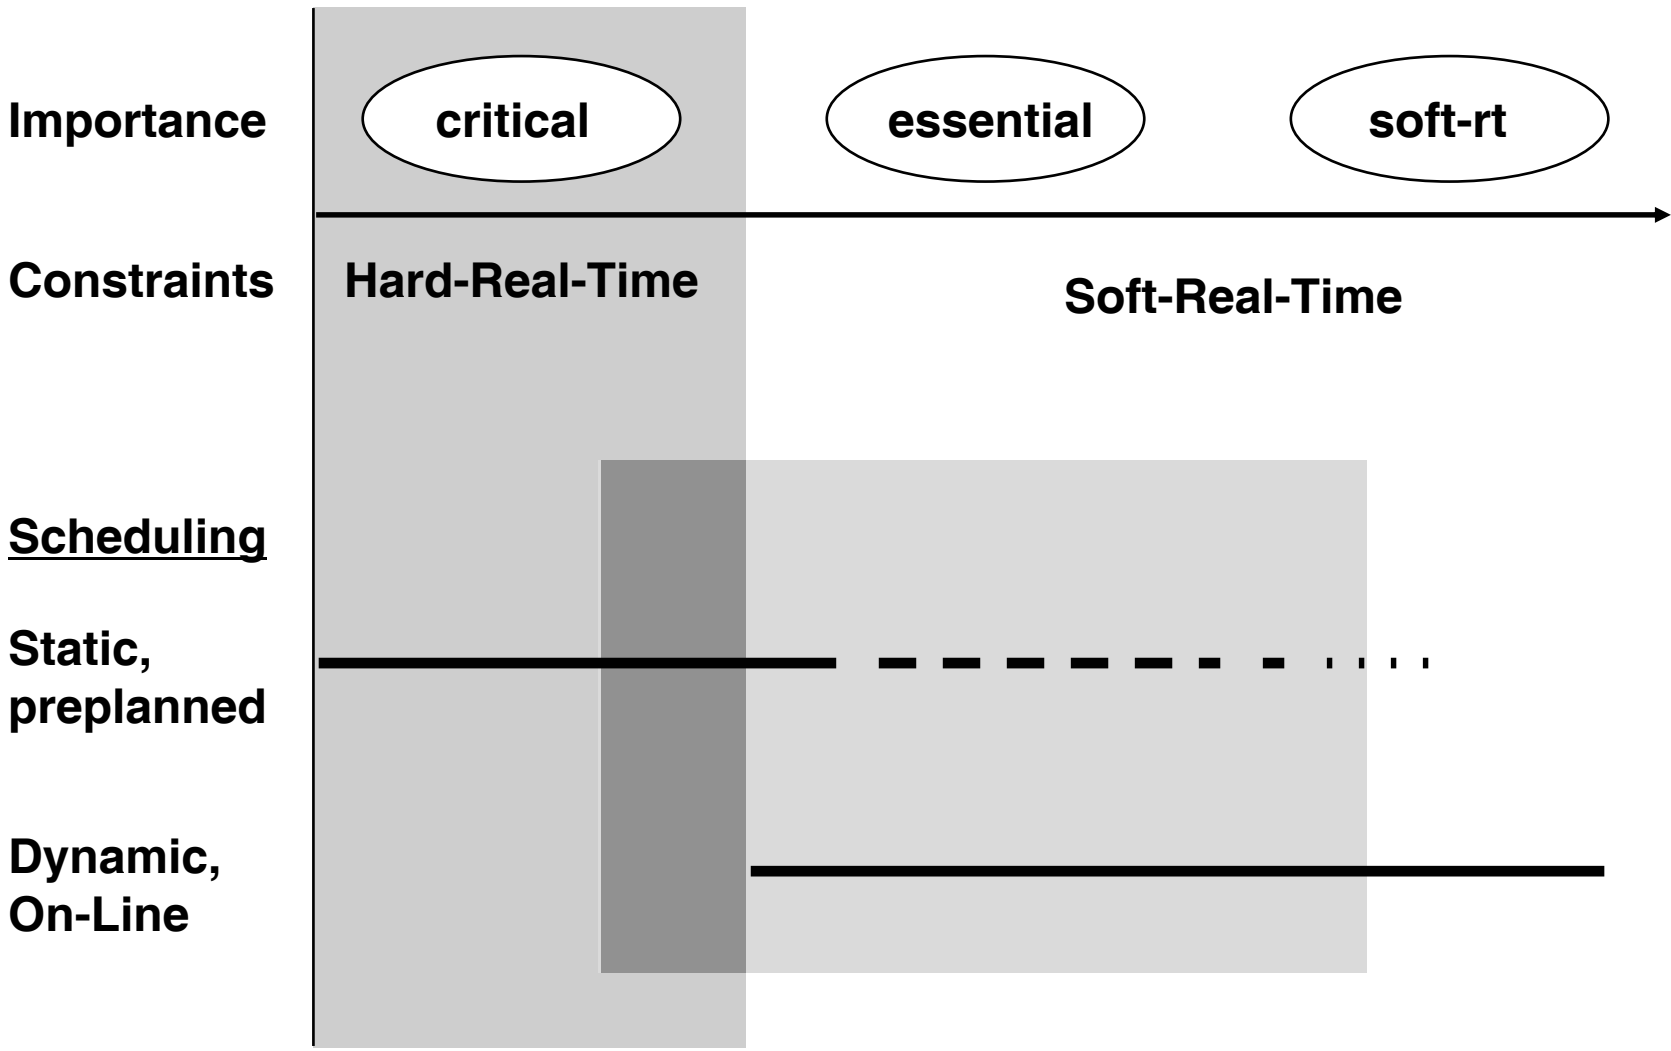 Importance critical essential soft-rt
Constraints Hard-Real-Time Soft-Real-Time
Scheduling
Static,
preplanned
Dynamic,
On-Line